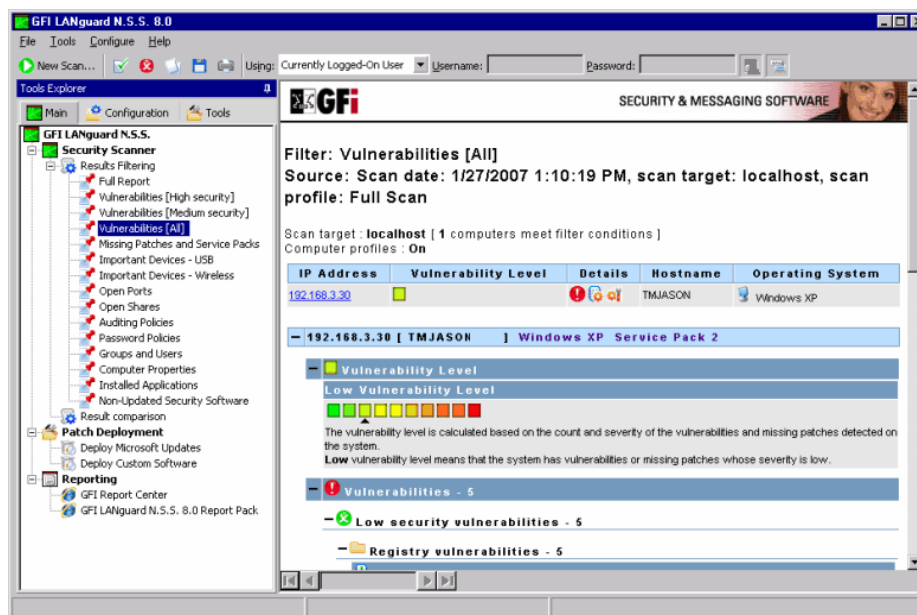 GFI LANguard N.S.S. 8.0
File Tools Configure Help
New Scan... Using: Currently Logged-On User Username: Password:
Tools Explorer
Main Configuration Tools
GFI LANguard N.S.S.
Security Scanner
Results Filtering
Full Report
Vulnerabilities [High security]
Vulnerabilities [Medium security]
Vulnerabilities [All]
Missing Patches and Service Packs
Important Devices - USB
Important Devices - Wireless
Open Ports
Open Shares
Auditing Policies
Password Policies
Groups and Users
Computer Properties
Installed Applications
Non-Updated Security Software
Result comparison
Patch Deployment
Deploy Microsoft Updates
Deploy Custom Software
Reporting
GFI Report Center
GFI LANguard N.S.S. 8.0 Report Pack
GFi SECURITY & MESSAGING SOFTWARE
Filter: Vulnerabilities [All]
Source: Scan date: 1/27/2007 1:10:19 PM, scan target: localhost, scan
profile: Full Scan
Scan target : localhost [ 1 computers meet filter conditions ]
Computer profiles : On
IP Address Vulnerability Level Details Hostname Operating System
192.168.3.30 TMJASON Windows XP
192.168.3.30 [ TMJASON ] Windows XP Service Pack 2
Vulnerability Level
Low Vulnerability Level
The vulnerability level is calculated based on the count and severity of the vulnerabilities and missing patches detected on
the system.
Low vulnerability level means that the system has vulnerabilities or missing patches whose severity is low.
Vulnerabilities - 5
Low security vulnerabilities - 5
Registry vulnerabilities - 5